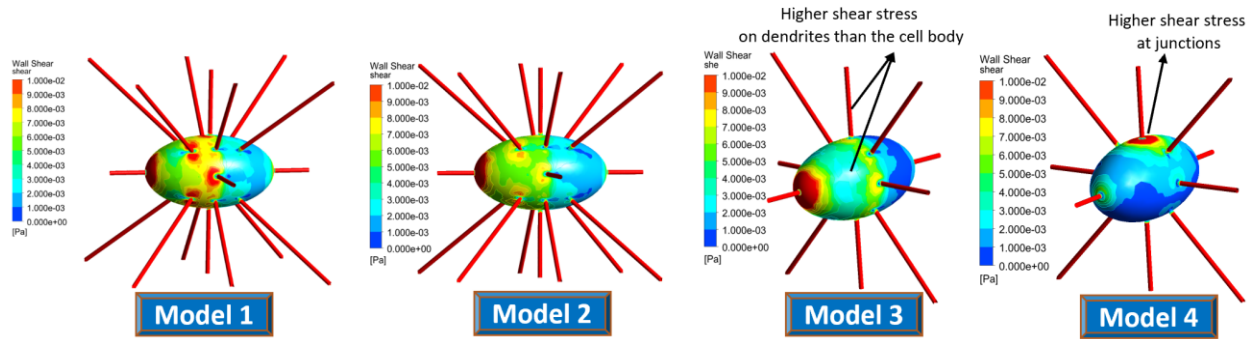 Wall Shear
shear
1.000e-02
9.000e-03
8.000e-03
7.000e-03
6.000e-03
5.000e-03
4.000e-03
3.000e-03
2.000e-03
1.000e-03
0.000e+00
[Pa]
Model 1
Wall Shear
shear
1.000e-02
9.000e-03
8.000e-03
7.000e-03
6.000e-03
5.000e-03
4.000e-03
3.000e-03
2.000e-03
1.000e-03
0.000e+00
[Pa]
Model 2
Higher shear stress
on dendrites than the cell body
Wall Shear
she
1.000e-02
9.000e-03
8.000e-03
7.000e-03
6.000e-03
5.000e-03
4.000e-03
3.000e-03
2.000e-03
1.000e-03
0.000e+00
[Pa]
Model 3
Higher shear stress
at junctions
Wall Shear
shear
1.000e-02
9.000e-03
8.000e-03
7.000e-03
6.000e-03
5.000e-03
4.000e-03
3.000e-03
2.000e-03
1.000e-03
0.000e+00
[Pa]
Model 4